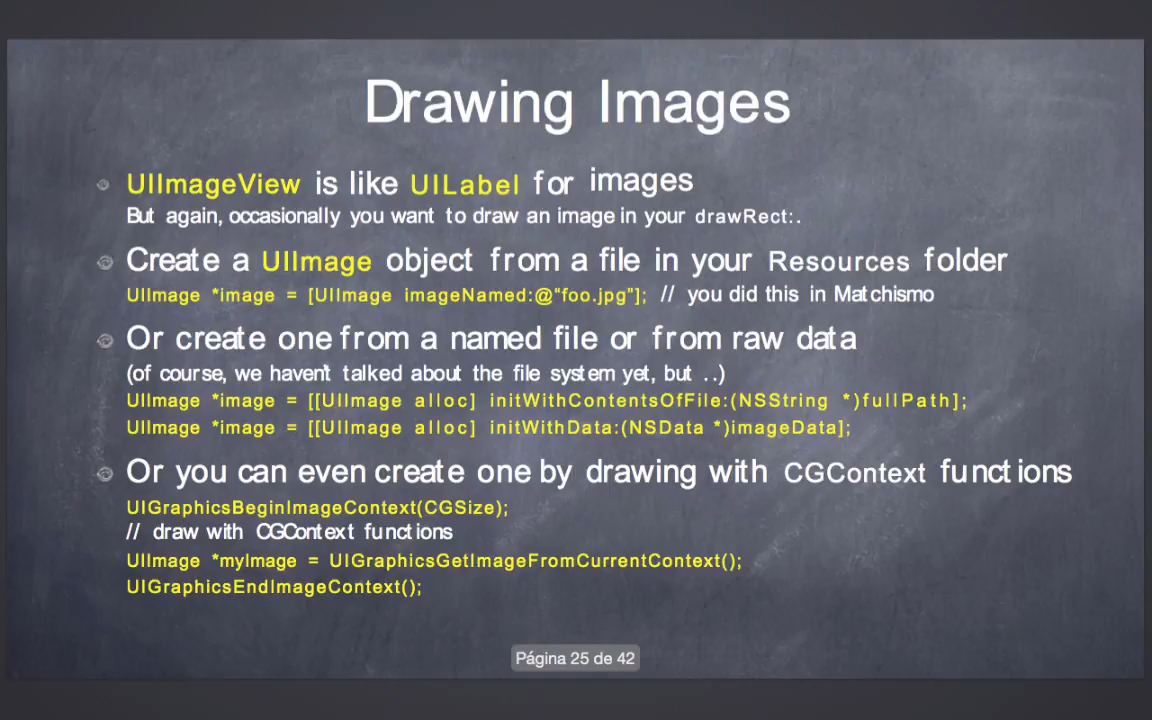 Drawing Images
UIImageView is like UILabel for images
But again, occasionally you want to draw an image in your drawRect:.
Create a UIImage object from a file in your Resources folder
UIImage *image = [UIImage imageNamed:@“foo.jpg”]; // you did this in Matchismo
Or create one from a named file or from raw data
(of course, we haven’t talked about the file system yet, but ..)
UIImage *image = [[UIImage alloc] initWithContentsOfFile:(NSString *)fullPath];
UIImage *image = [[UIImage alloc] initWithData:(NSData *)imageData];
Or you can even create one by drawing with CGContext functions
UIGraphicsBeginImageContext(CGSize);
// draw with CGContext functions
UIImage *myImage = UIGraphicsGetImageFromCurrentContext();
UIGraphicsEndImageContext();
Página 25 de 42